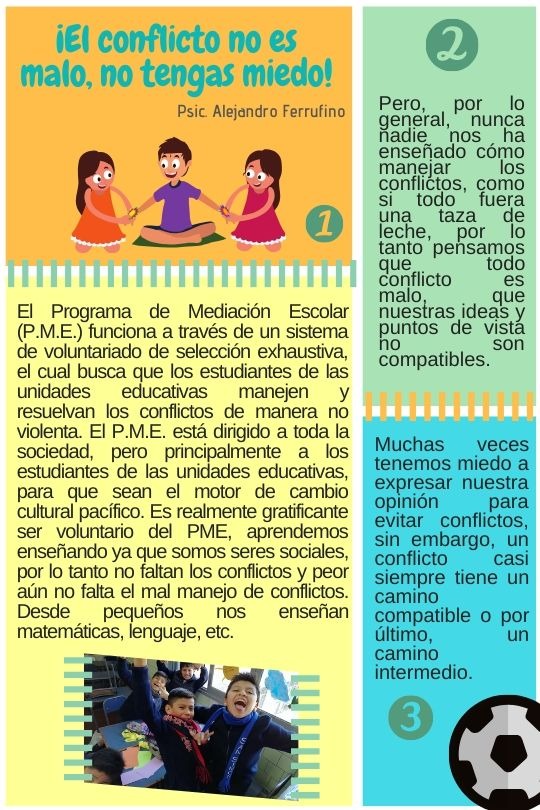 ¡El conflicto no es
malo, no tengas miedo!
Psic. Alejandro Ferrufino
1
El Programa de Mediación Escolar
(P.M.E.) funciona a través de un sistema
de voluntariado de selección exhaustiva,
el cual busca que los estudiantes de las
unidades educativas manejen y
resuelvan los conflictos de manera no
violenta. El P.M.E. está dirigido a toda la
sociedad, pero principalmente a los
estudiantes de las unidades educativas,
para que sean el motor de cambio
cultural pacífico. Es realmente gratificante
ser voluntario del PME, aprendemos
enseñando ya que somos seres sociales,
por lo tanto no faltan los conflictos y peor
aún no falta el mal manejo de conflictos.
Desde pequeños nos enseñan
matemáticas, lenguaje, etc.
2
Pero, por lo
general, nunca
nadie nos ha
enseñado cómo
manejar los
conflictos, como
si todo fuera
una taza de
leche, por lo
tanto pensamos
que todo
conflicto es
malo, que
nuestras ideas y
puntos de vista
no son
compatibles.
Muchas veces
tenemos miedo a
expresar nuestra
opinión para
evitar conflictos,
sin embargo, un
conflicto casi
siempre tiene un
camino
compatible o por
último, un
camino
intermedio.
3